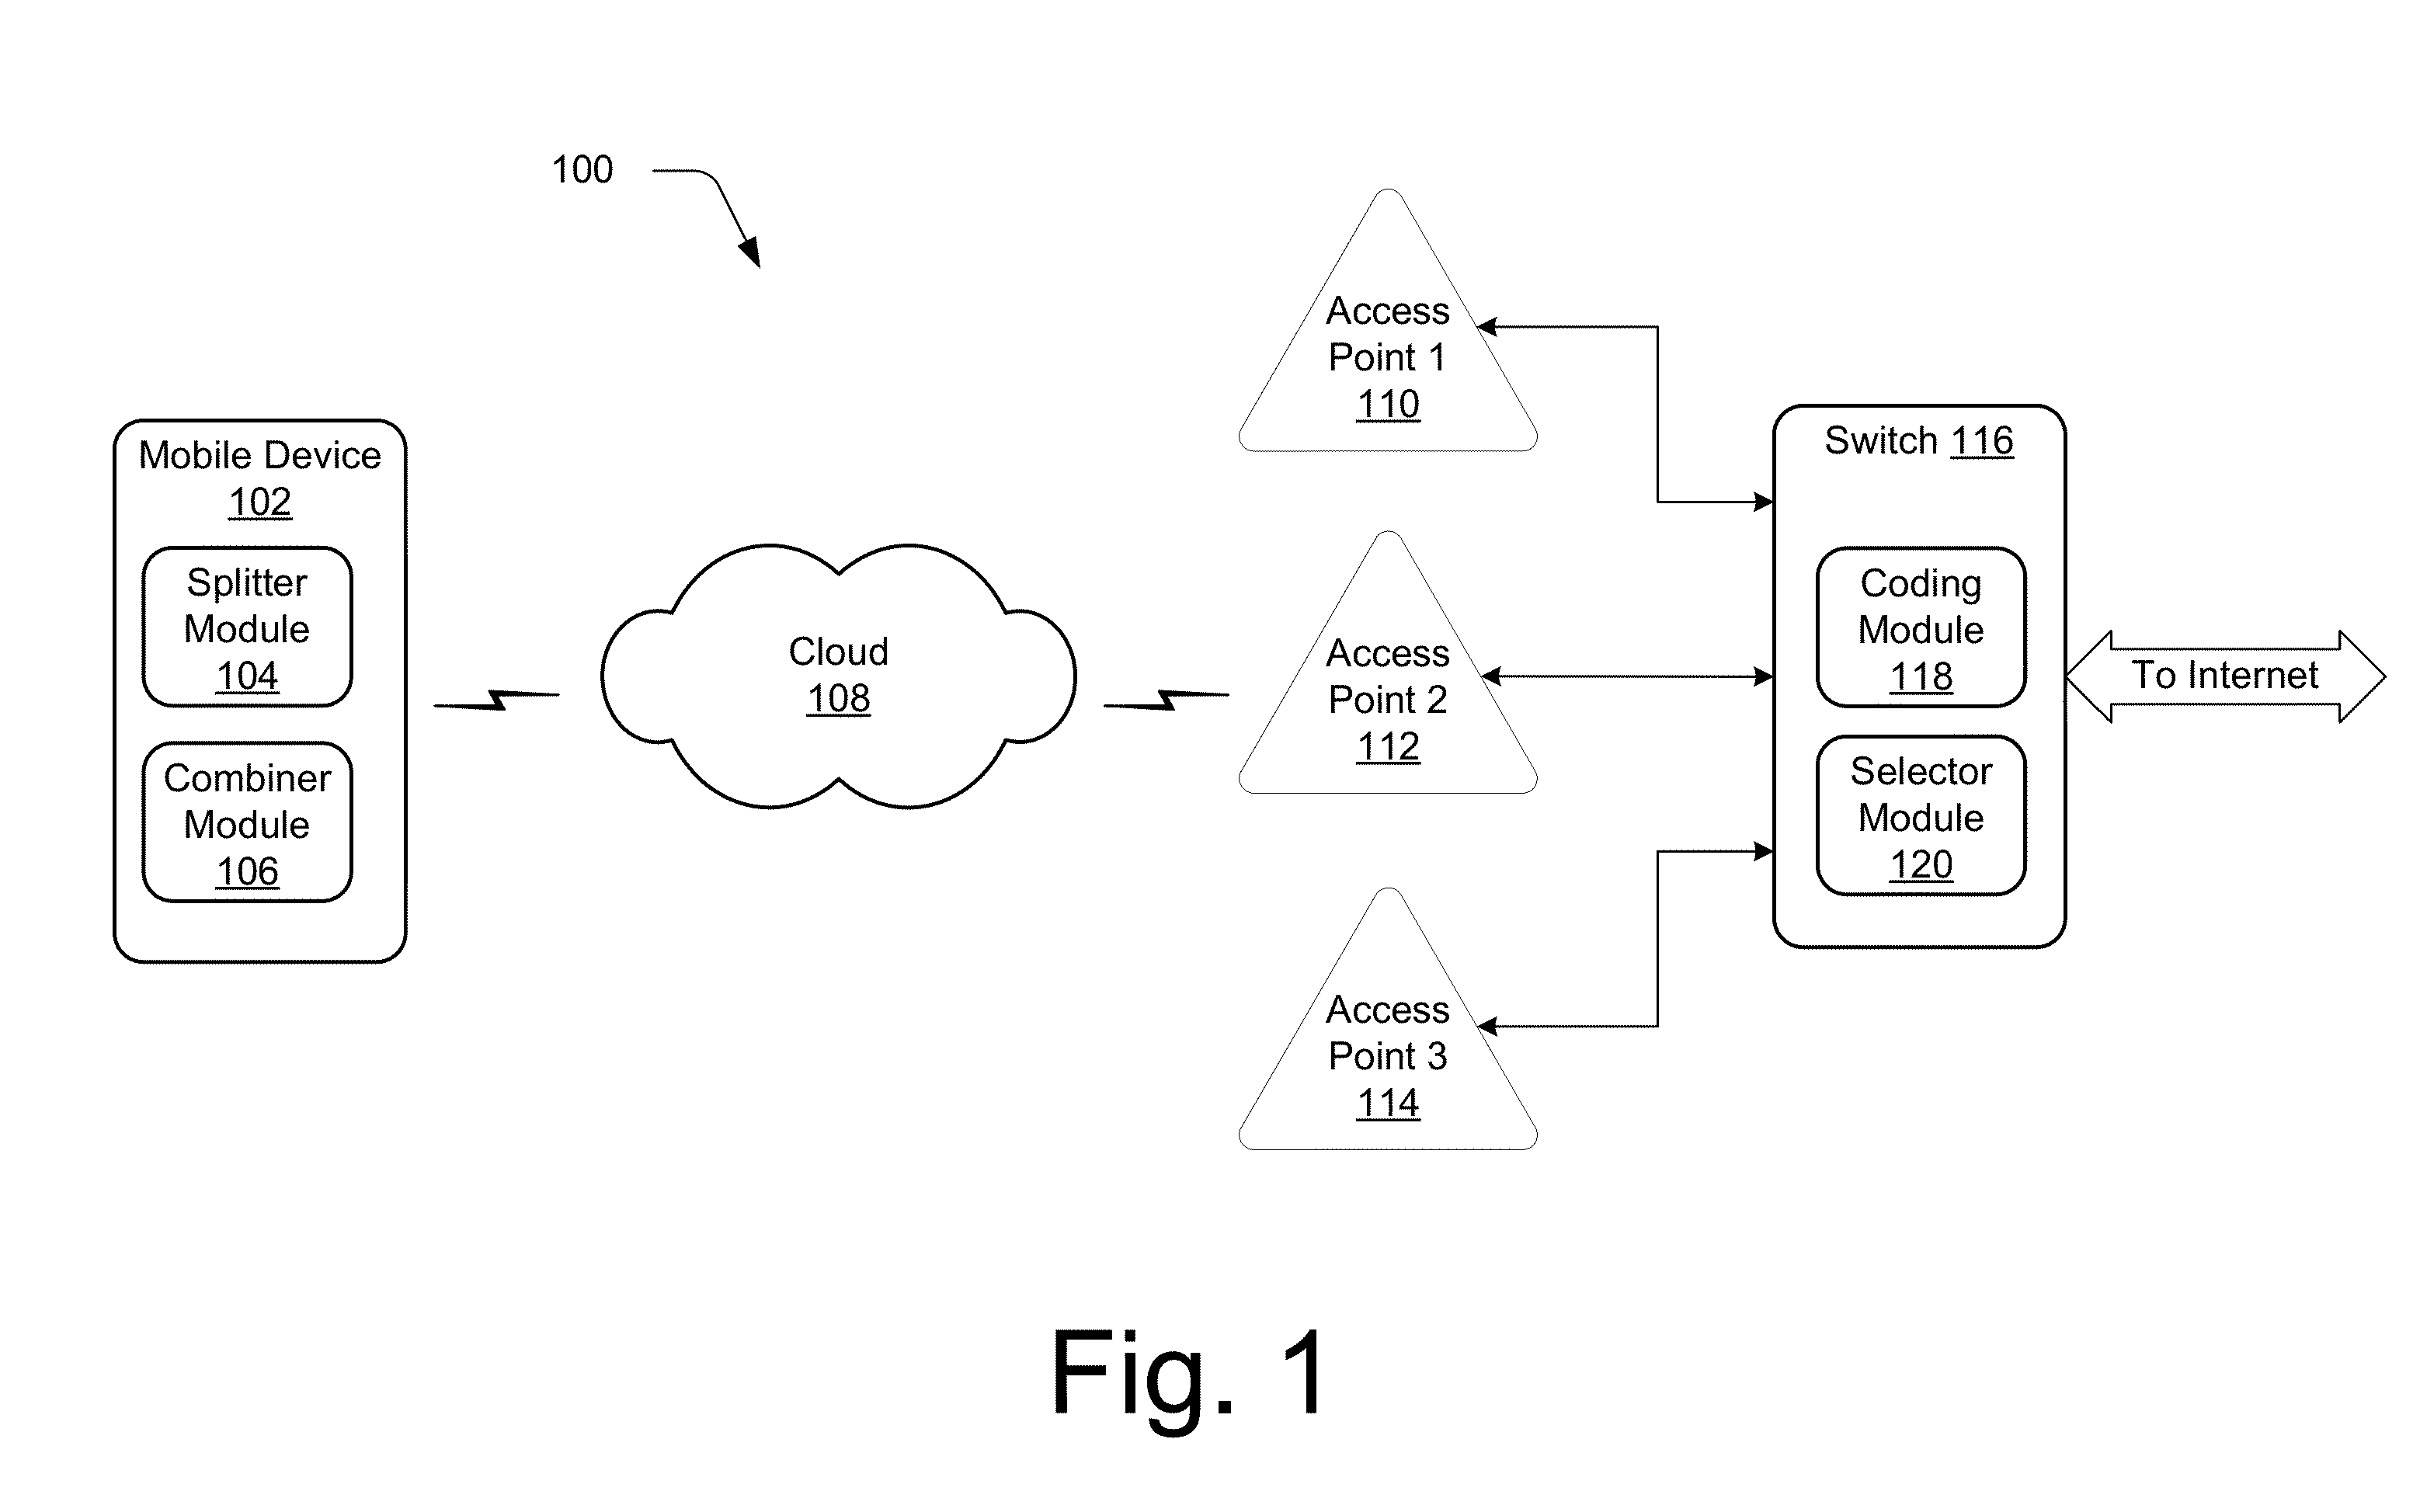 100
Mobile Device
102
Splitter
Module
104
Combiner
Module
106
Cloud
108
Access
Point 1
110
Access
Point 2
112
Access
Point 3
114
Switch 116
Coding
Module
118
Selector
Module
120
To Internet
Fig. 1